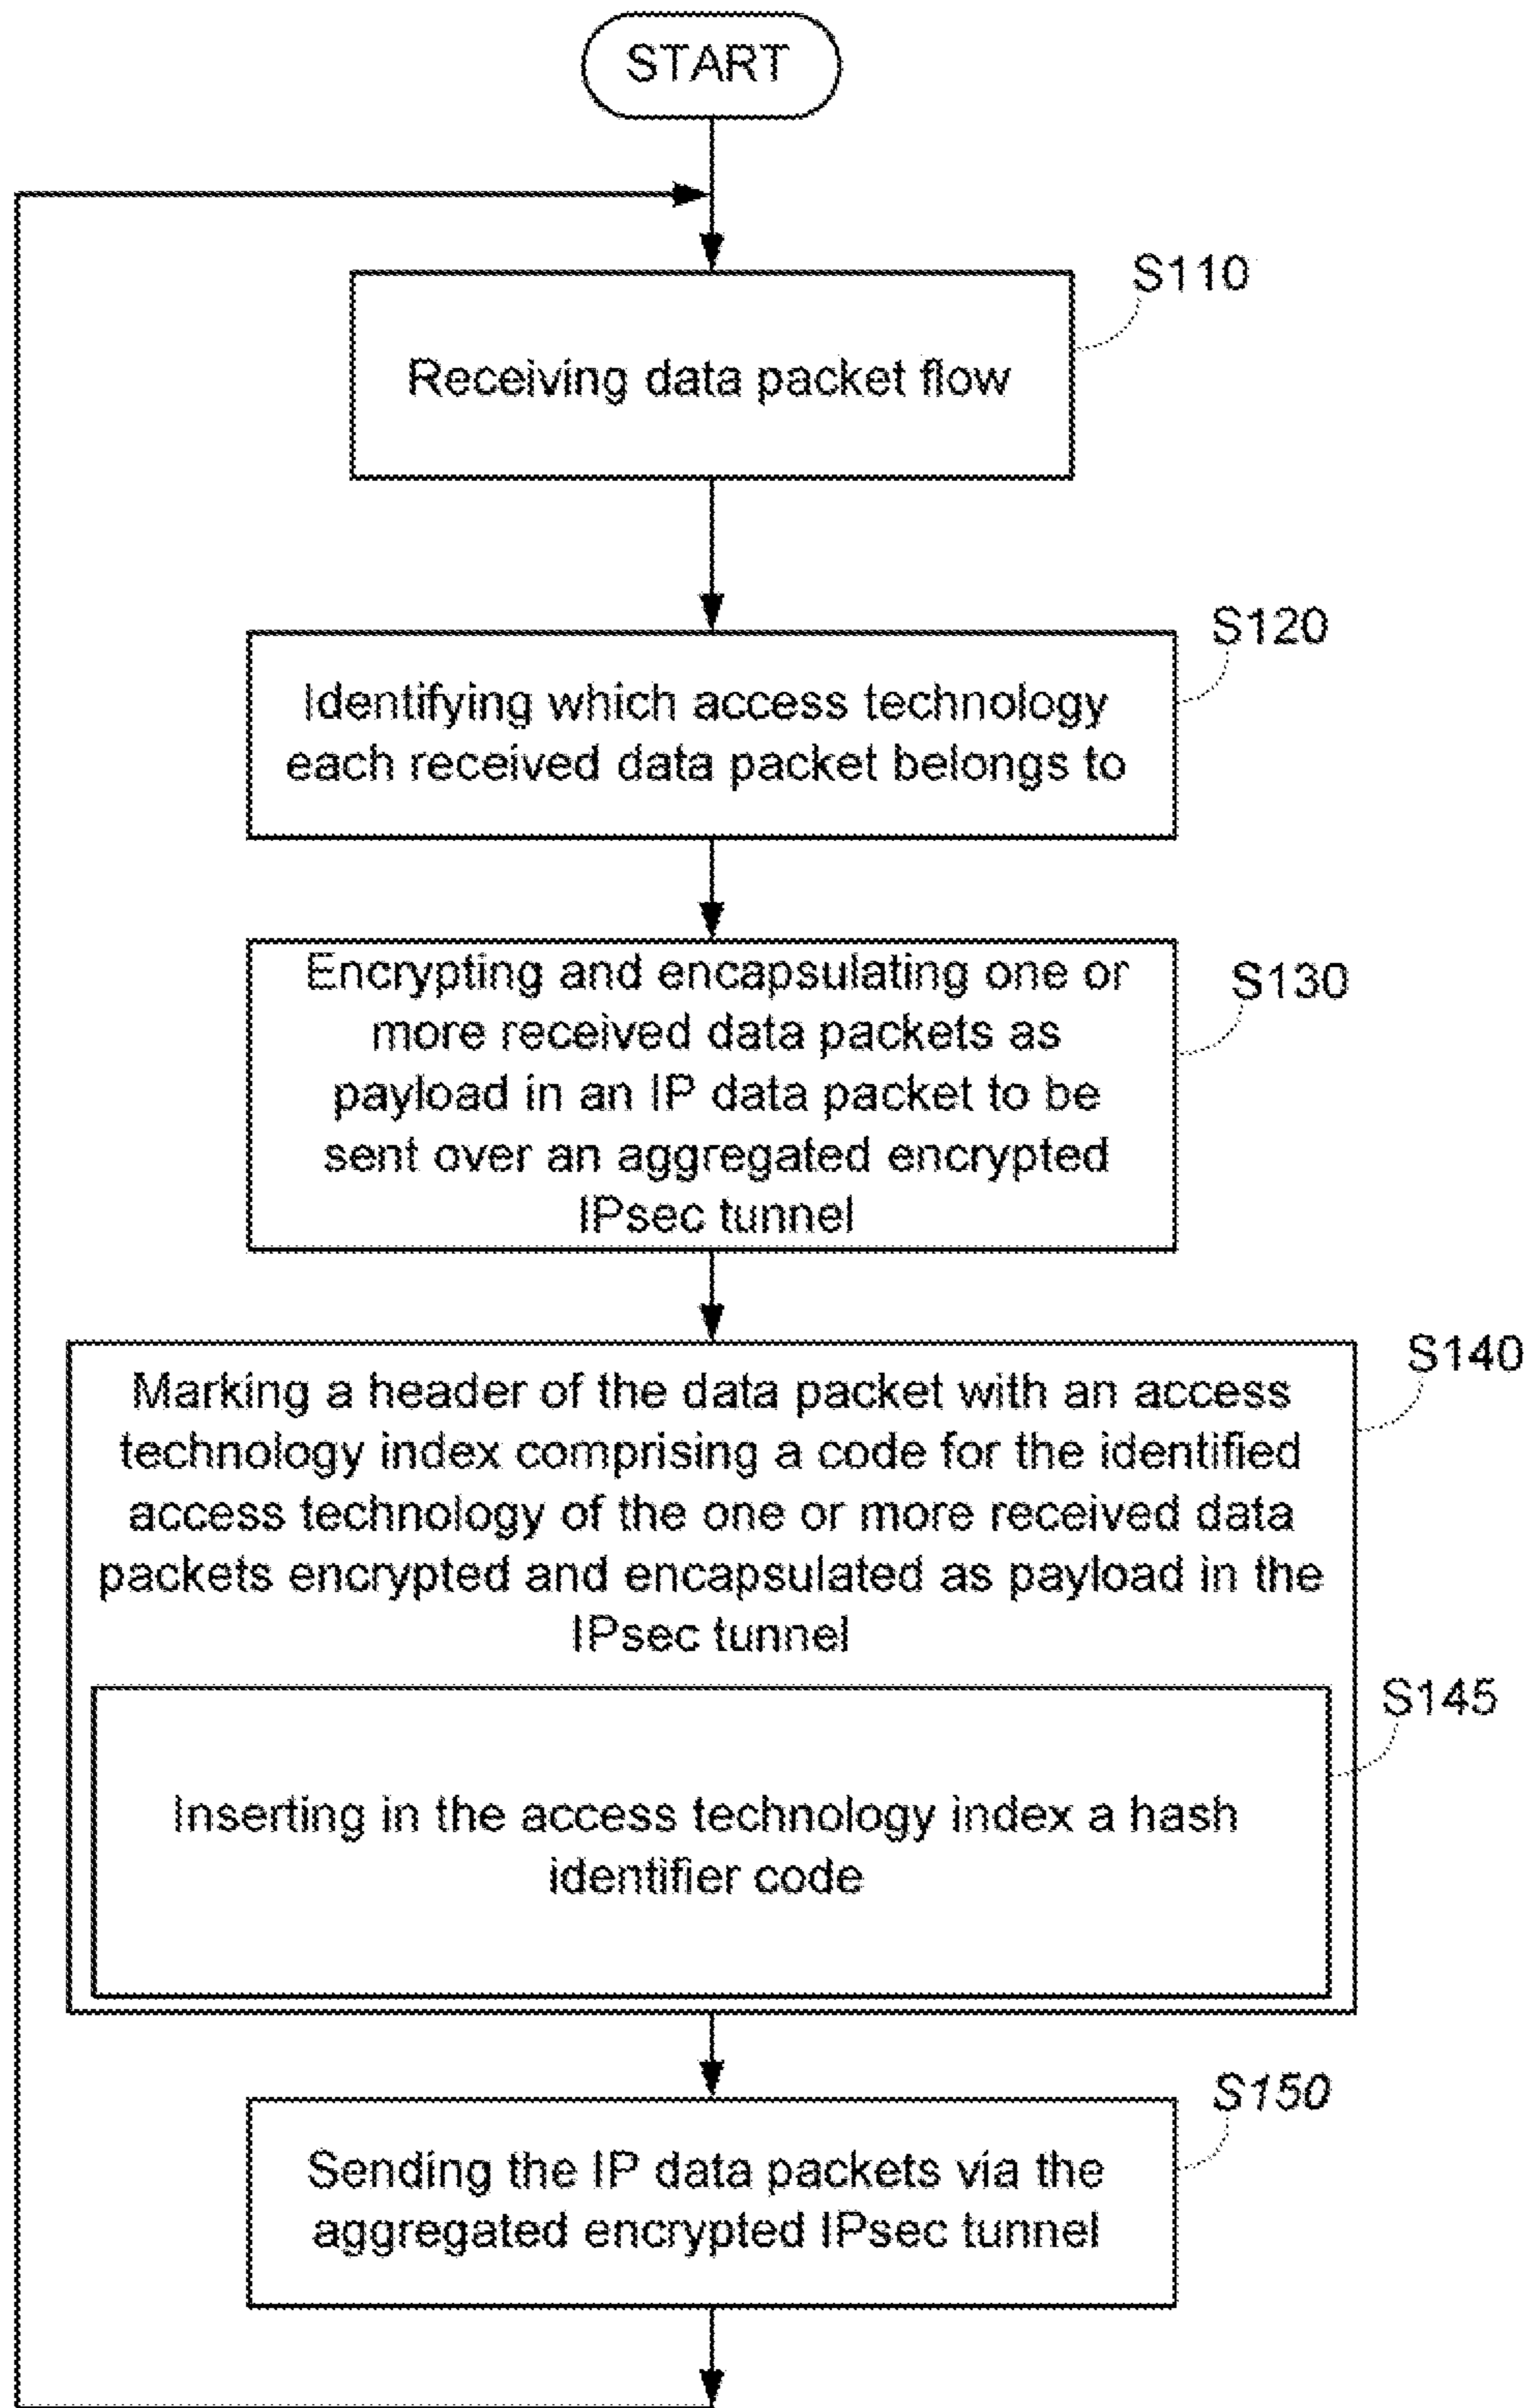 START
S110
Receiving data packet flow
S120
Identifying which access technology
each received data packet belongs to
S130
Encrypting and encapsulating one or
more received data packets as
payload in an IP data packet to be
sent over an aggregated encrypted
IPsec tunnel
S140
Marking a header of the data packet with an access
technology index comprising a code for the identified
access technology of the one or more received data
packets encrypted and encapsulated as payload in the
IPsec tunnel
S145
Inserting in the access technology index a hash
identifier code
S150
Sending the IP data packets via the
aggregated encrypted IPsec tunnel